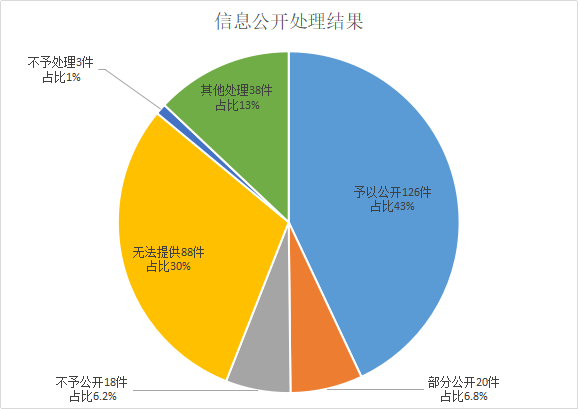 信息公开处理结果
不予处理3件
占比1%
其他处理38件
占比13%
予以公开126件
占比43%
无法提供88件
占比30%
不予公开18件
占比6.2%
部分公开20件
占比6.8%